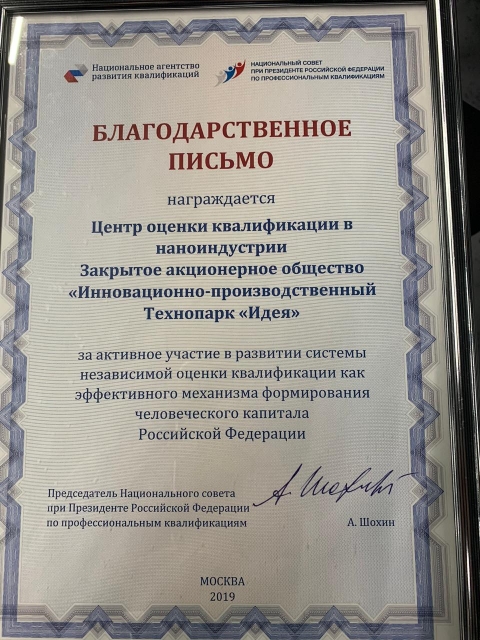 Национальное агентство
развития квалификаций
НАЦИОНАЛЬНЫЙ СОВЕТ
ПРИ ПРЕЗИДЕНТЕ РОССИЙСКОЙ ФЕДЕРАЦИИ
ПО ПРОФЕССИОНАЛЬНЫМ КВАЛИФИКАЦИЯМ
БЛАГОДАРСТВЕННОЕ
ПИСЬМО
награждается
Центр оценки квалификации в
наноиндустрии
Закрытое акционерное общество
«Инновационно-производственный
Технопарк «Идея»
за активное участие в развитии системы
независимой оценки квалификации как
эффективного механизма формирования
человеческого капитала
Российской Федерации
Председатель Национального совета
при Президенте Российской Федерации
по профессиональным квалификациям
А. Шохин
А. Шохин
МОСКВА
2019